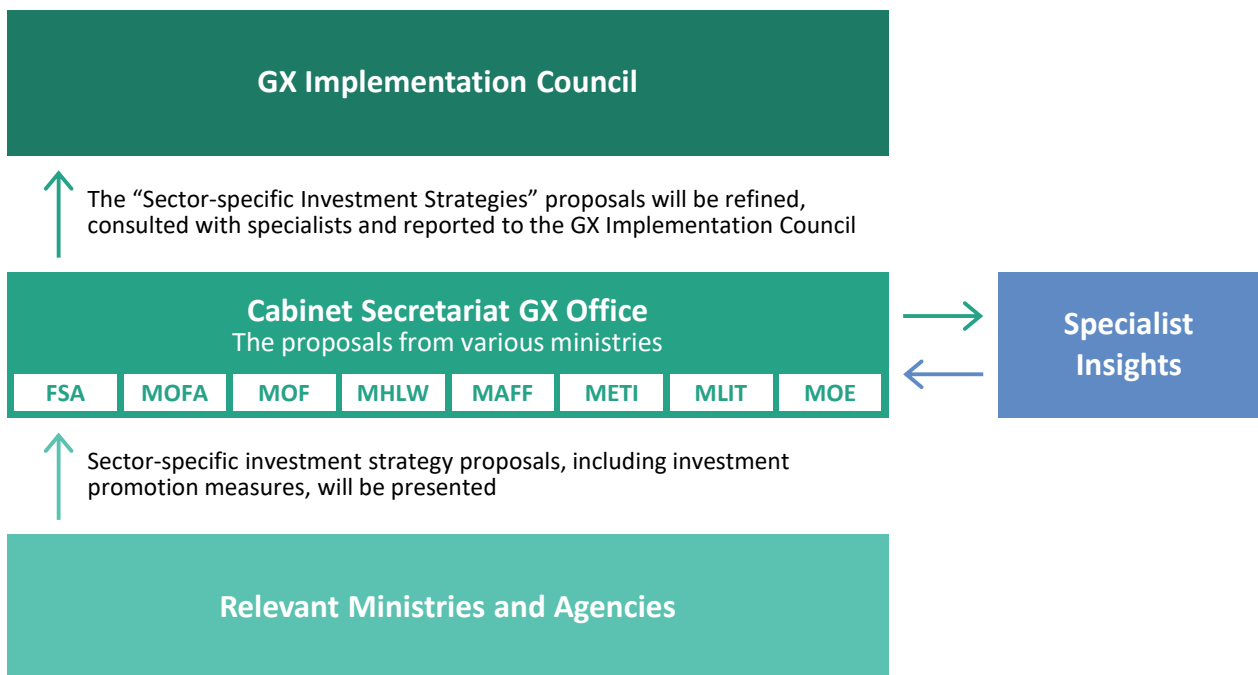 GX Implementation Council
The “Sector-specific Investment Strategies” proposals will be refined,
consulted with specialists and reported to the GX Implementation Council
Cabinet Secretariat GX Office
The proposals from various ministries
FSA MOFA MOF MHLW MAFF METI MLIT MOE
Specialist
Insights
Sector-specific investment strategy proposals, including investment
promotion measures, will be presented
Relevant Ministries and Agencies